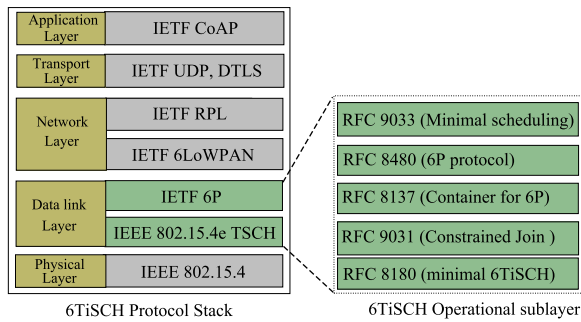 Application
Layer
IETF CoAP
Transport
Layer
IETF UDP, DTLS
Network
Layer
IETF RPL
IETF 6LoWPAN
Data link
Layer
IETF 6P
IEEE 802.15.4e TSCH
Physical
Layer
IEEE 802.15.4
6TiSCH Protocol Stack
RFC 9033 (Minimal scheduling)
RFC 8480 (6P protocol)
RFC 8137 (Container for 6P)
RFC 9031 (Constrained Join )
RFC 8180 (minimal 6TiSCH)
6TiSCH Operational sublayer